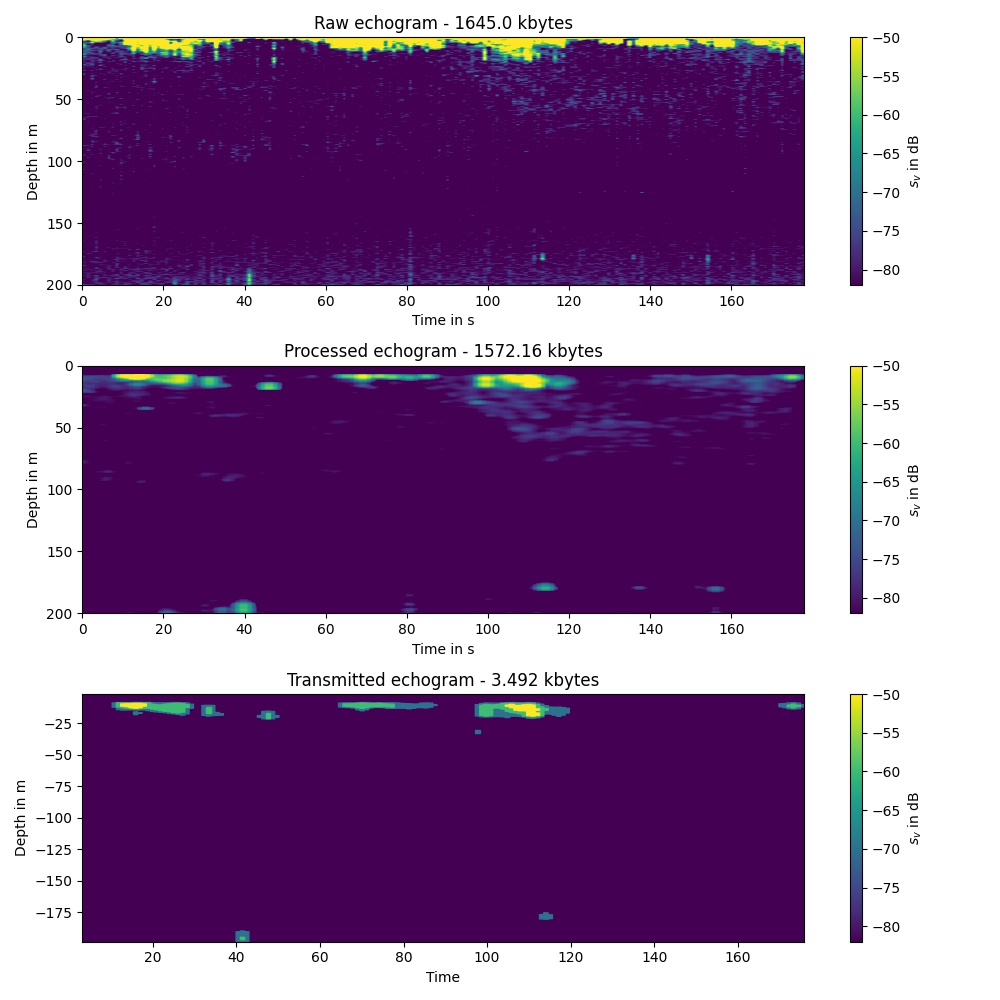 Raw echogram - 1645.0 kbytes
0
50
100
150
200
Depth in m
0 20 40 60 80 100 120 140 160
Time in s
−50
−55
−60
−65
−70
−75
−80
sv in dB
Processed echogram - 1572.16 kbytes
0
50
100
150
200
Depth in m
0 20 40 60 80 100 120 140 160
Time in s
−50
−55
−60
−65
−70
−75
−80
sv in dB
Transmitted echogram - 3.492 kbytes
−25
−50
−75
−100
−125
−150
−175
Depth in m
20 40 60 80 100 120 140 160
Time
−50
−55
−60
−65
−70
−75
−80
sv in dB